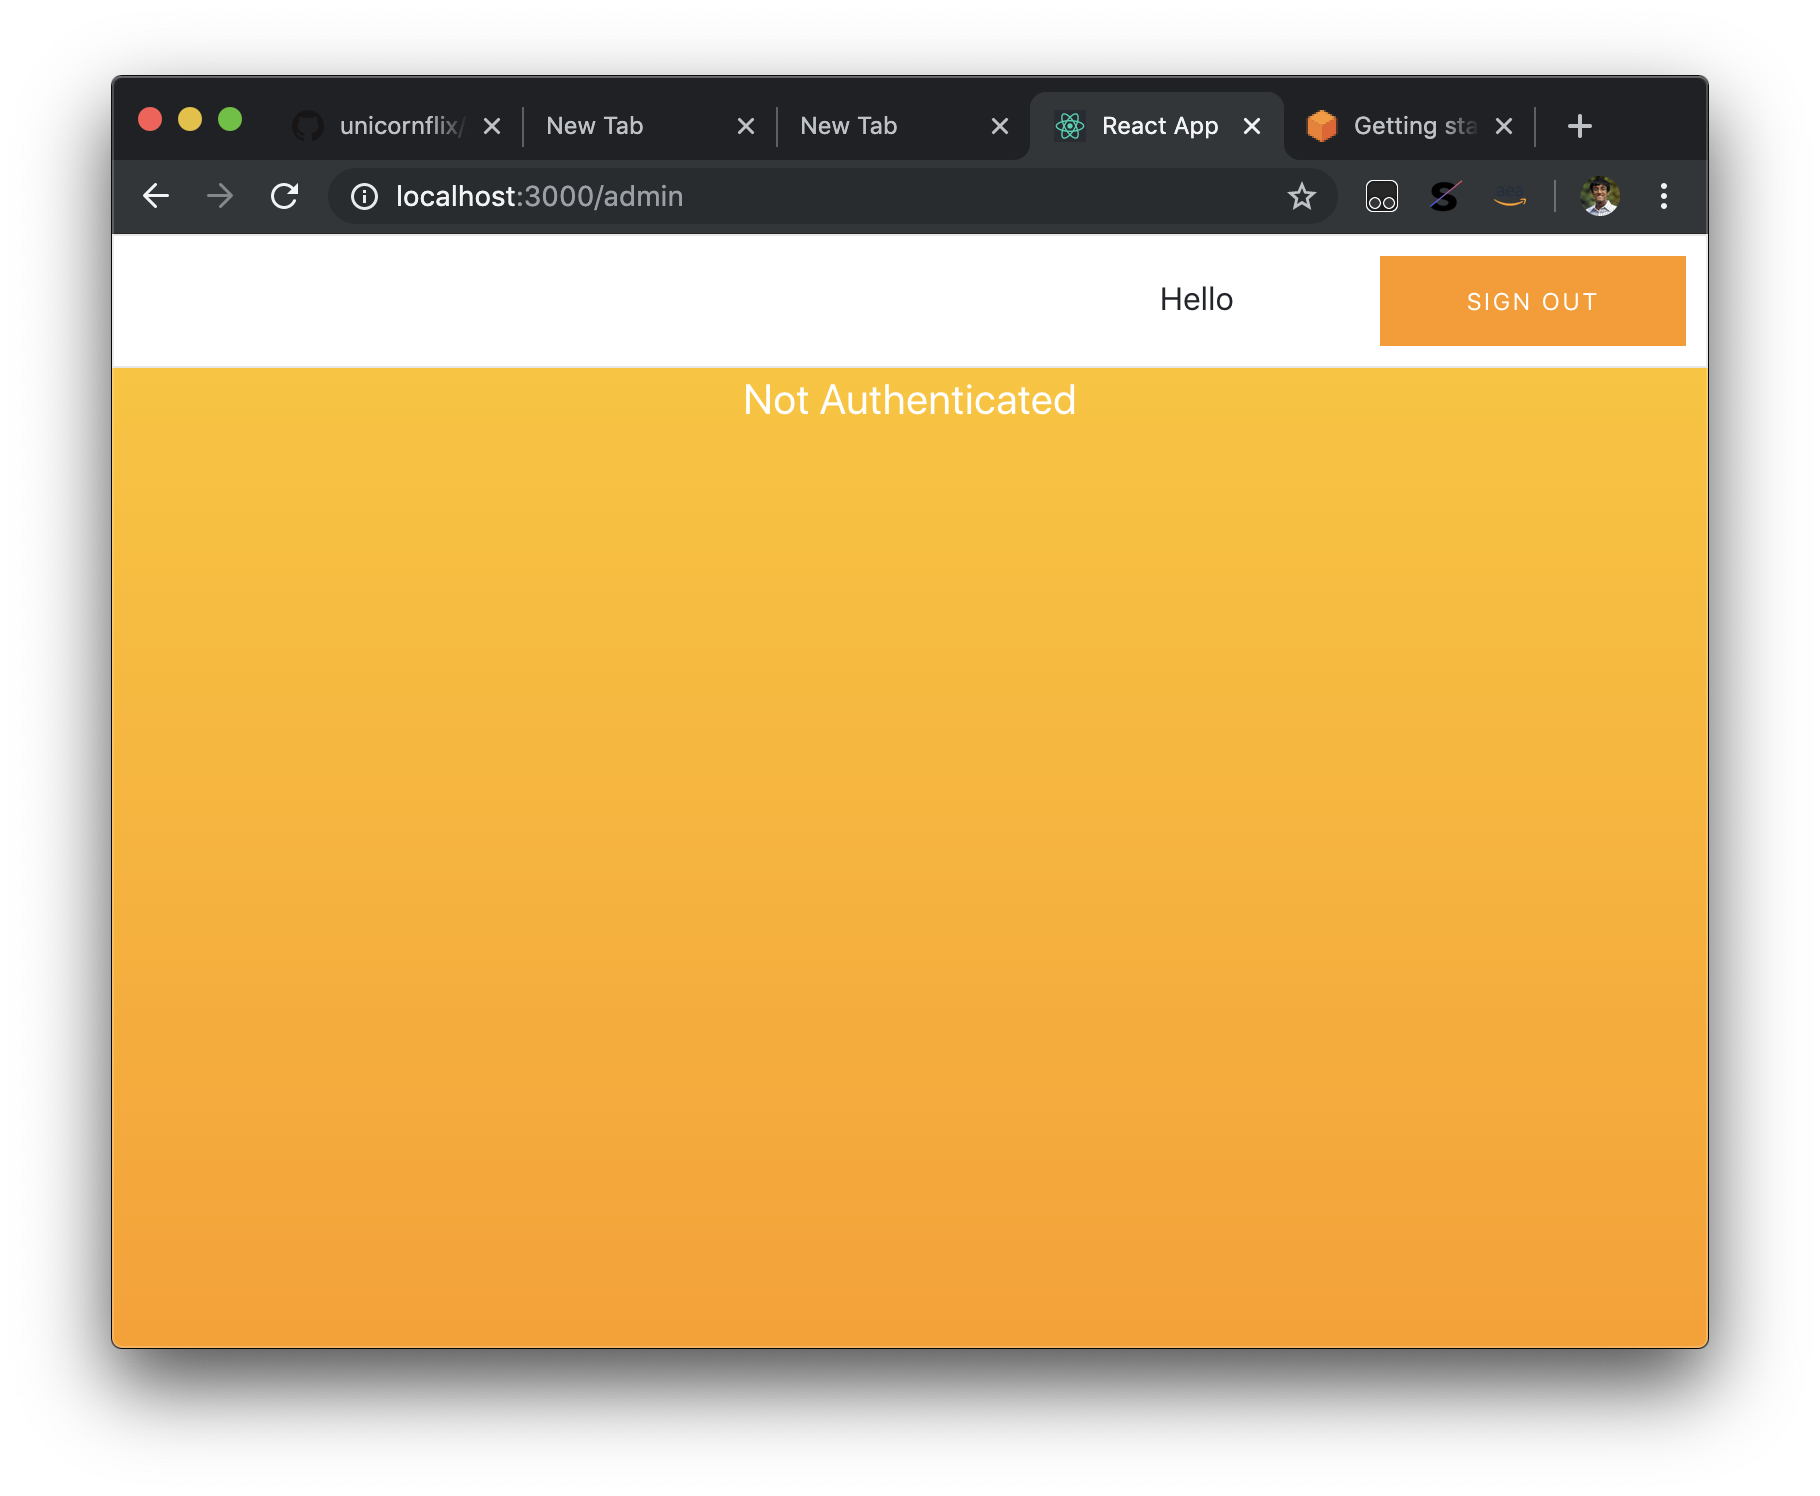 unicornflix/
New Tab
New Tab
React App
Getting sta
localhost:3000/admin
Hello
SIGN OUT
Not Authenticated